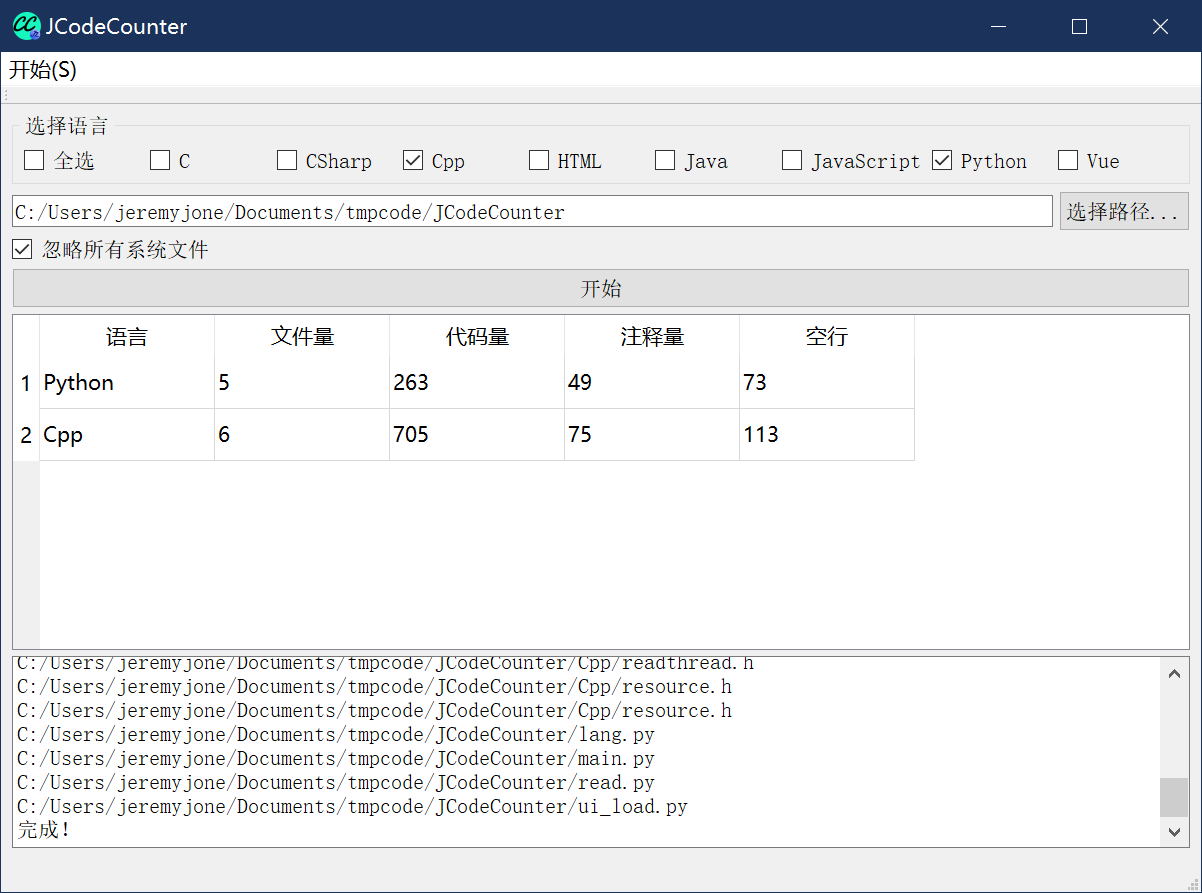 JCodeCounter
开始(S)
选择语言
全选 C CSharp Cpp HTML Java JavaScript Python Vue
C:/Users/jeremyjone/Documents/tmpcode/JCodeCounter 选择路径...
忽略所有系统文件
开始
语言 文件量 代码量 注释量 空行
1 Python 5 263 49 73
2 Cpp 6 705 75 113
C:/Users/jeremyjone/Documents/tmpcode/JCodeCounter/Cpp/readthread.h
C:/Users/jeremyjone/Documents/tmpcode/JCodeCounter/Cpp/resource.h
C:/Users/jeremyjone/Documents/tmpcode/JCodeCounter/Cpp/resource.h
C:/Users/jeremyjone/Documents/tmpcode/JCodeCounter/lang.py
C:/Users/jeremyjone/Documents/tmpcode/JCodeCounter/main.py
C:/Users/jeremyjone/Documents/tmpcode/JCodeCounter/read.py
C:/Users/jeremyjone/Documents/tmpcode/JCodeCounter/ui_load.py
完成!